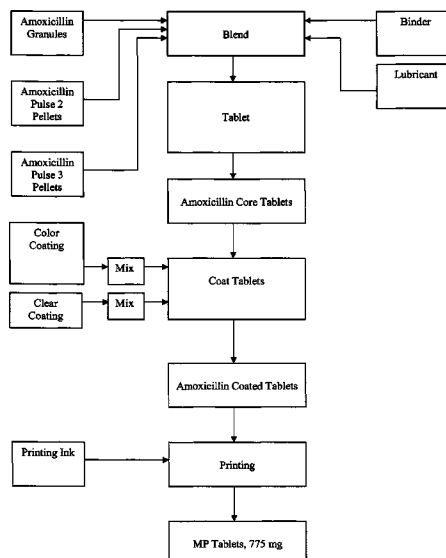 Amoxicillin
Granules
Blend
Binder
Lubricant
Amoxicillin
Pulse 2
Pellets
Tablet
Amoxicillin
Pulse 3
Pellets
Amoxicillin Core Tablets
Color
Coating
Mix
Coat Tablets
Clear
Coating
Mix
Amoxicillin Coated Tablets
Printing Ink
Printing
MP Tablets, 775 mg